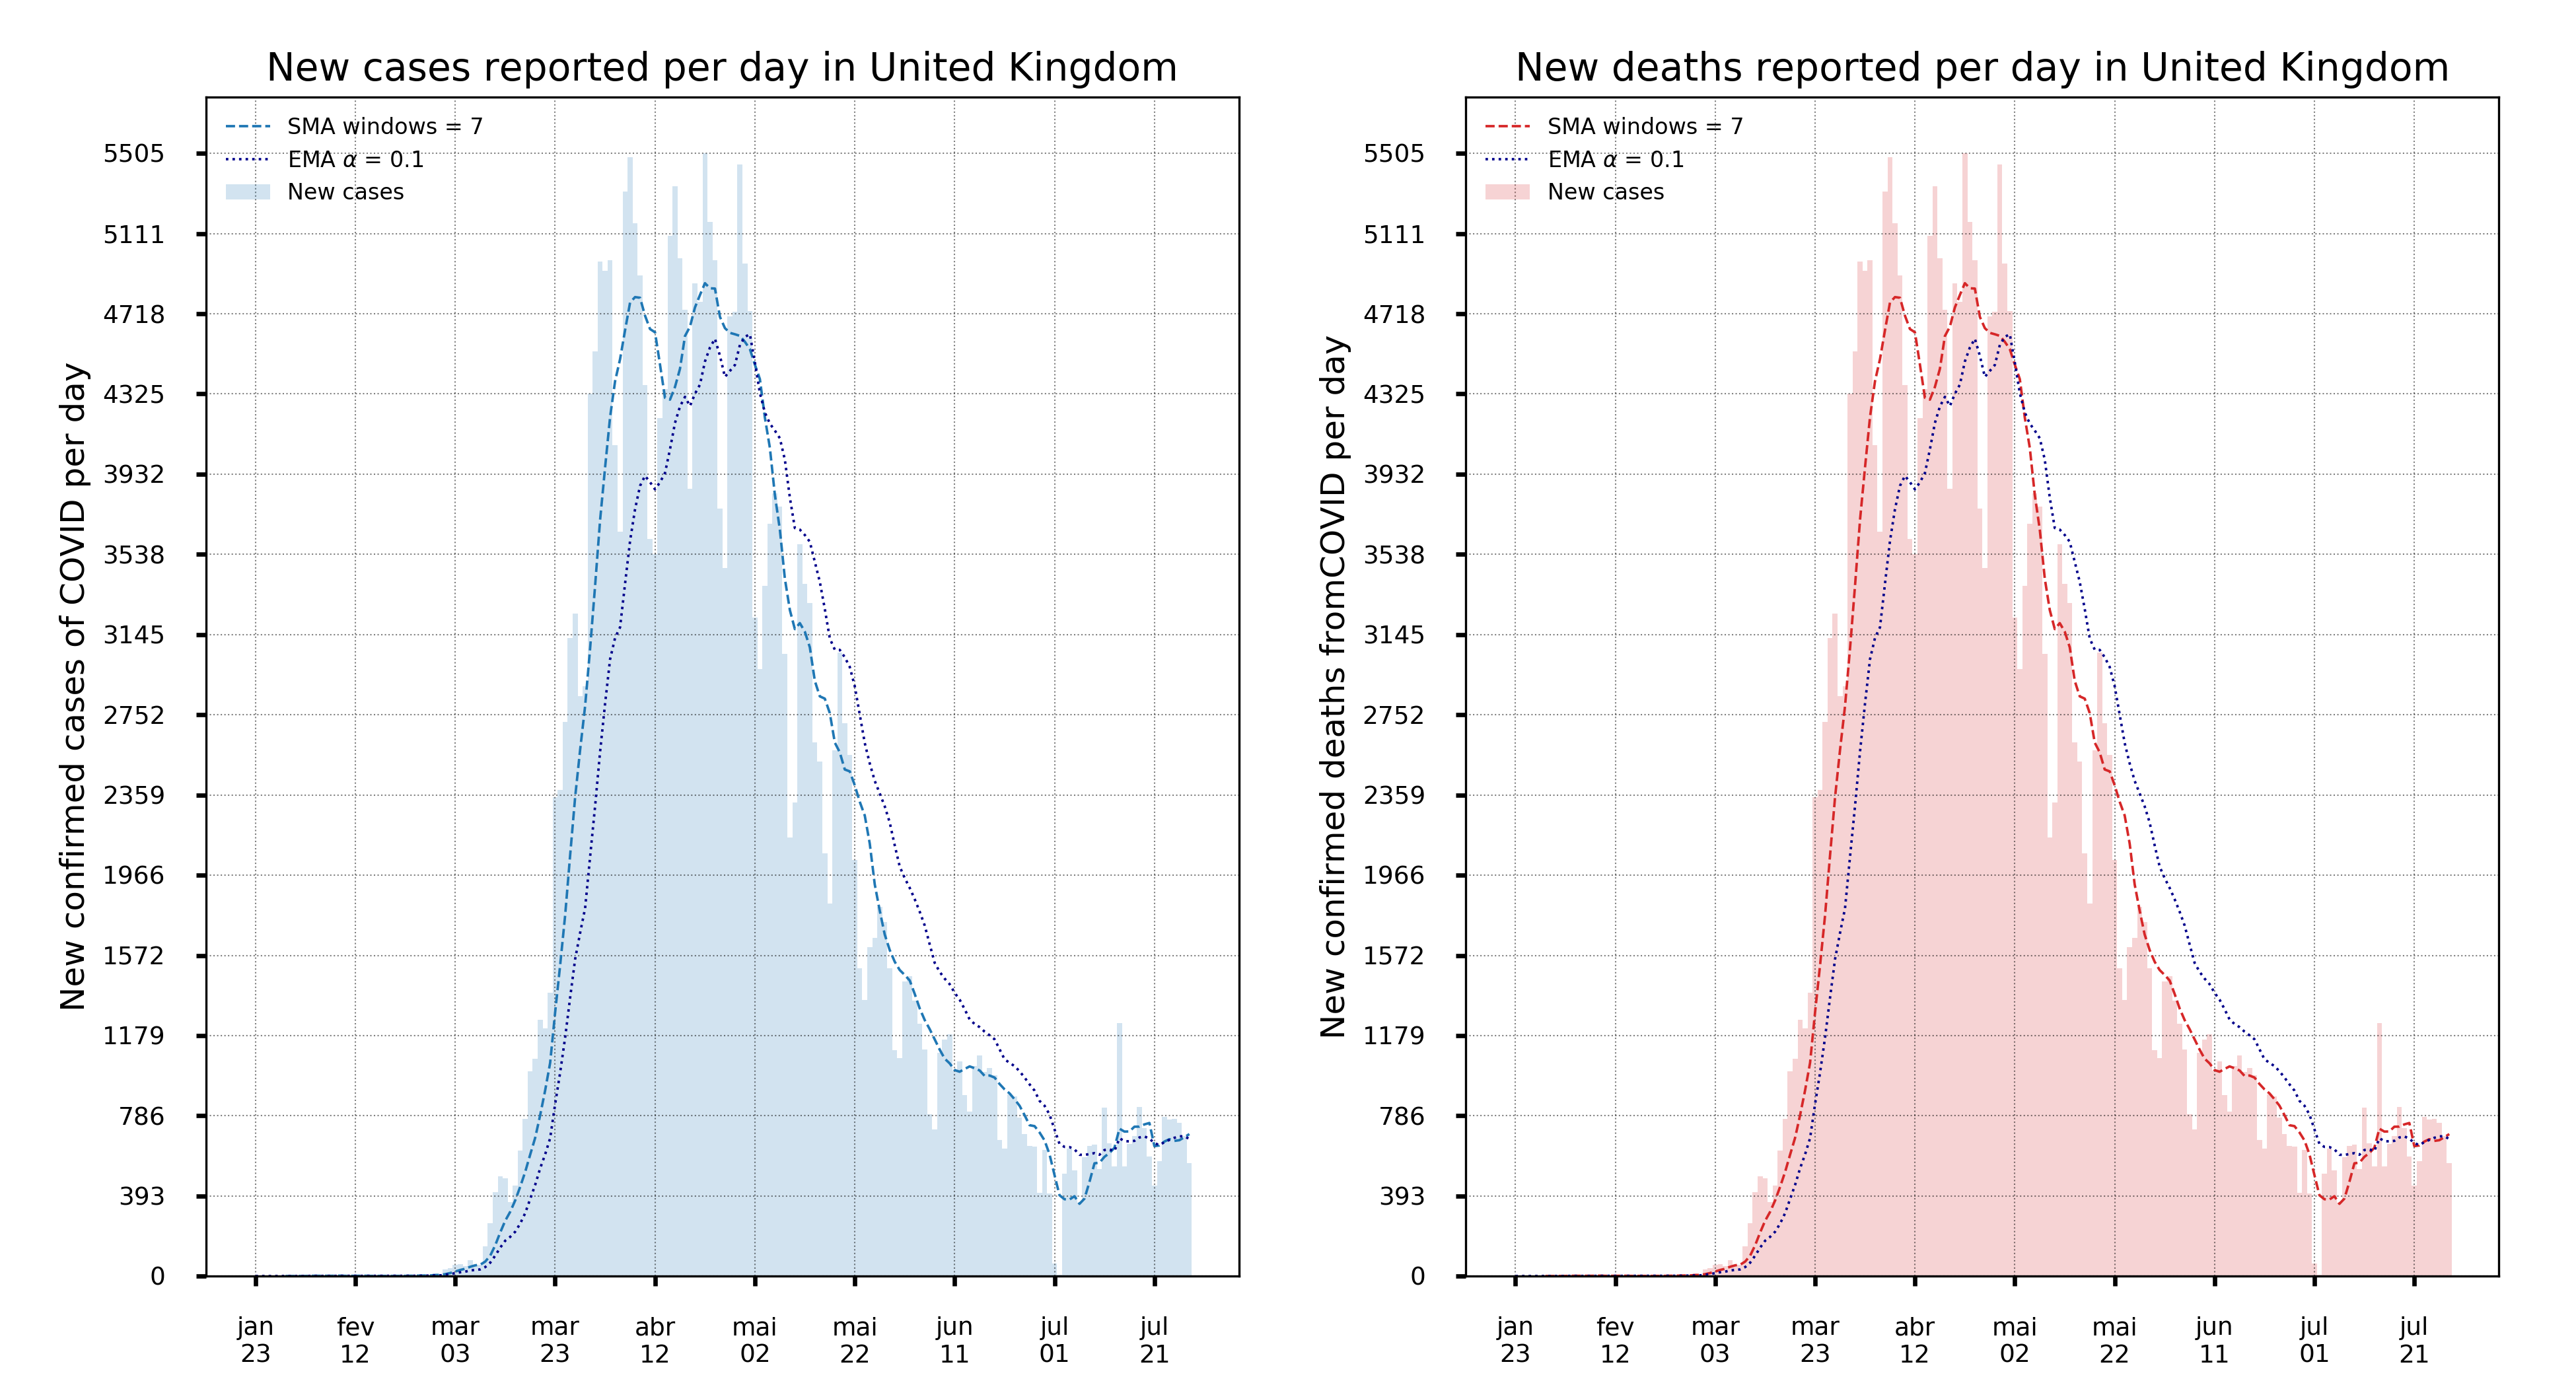 New cases reported per day in United Kingdom
SMA windows = 7
EMA α = 0.1
New cases
New confirmed cases of COVID per day
5505
5111
4718
4325
3932
3538
3145
2752
2359
1966
1572
1179
786
393
0
jan fev mar mar abr mai mai jun jul jul
23 12 03 23 12 02 22 11 01 21
New deaths reported per day in United Kingdom
SMA windows = 7
EMA α = 0.1
New cases
New confirmed deaths fromCOVID per day
5505
5111
4718
4325
3932
3538
3145
2752
2359
1966
1572
1179
786
393
0
jan fev mar mar abr mai mai jun jul jul
23 12 03 23 12 02 22 11 01 21